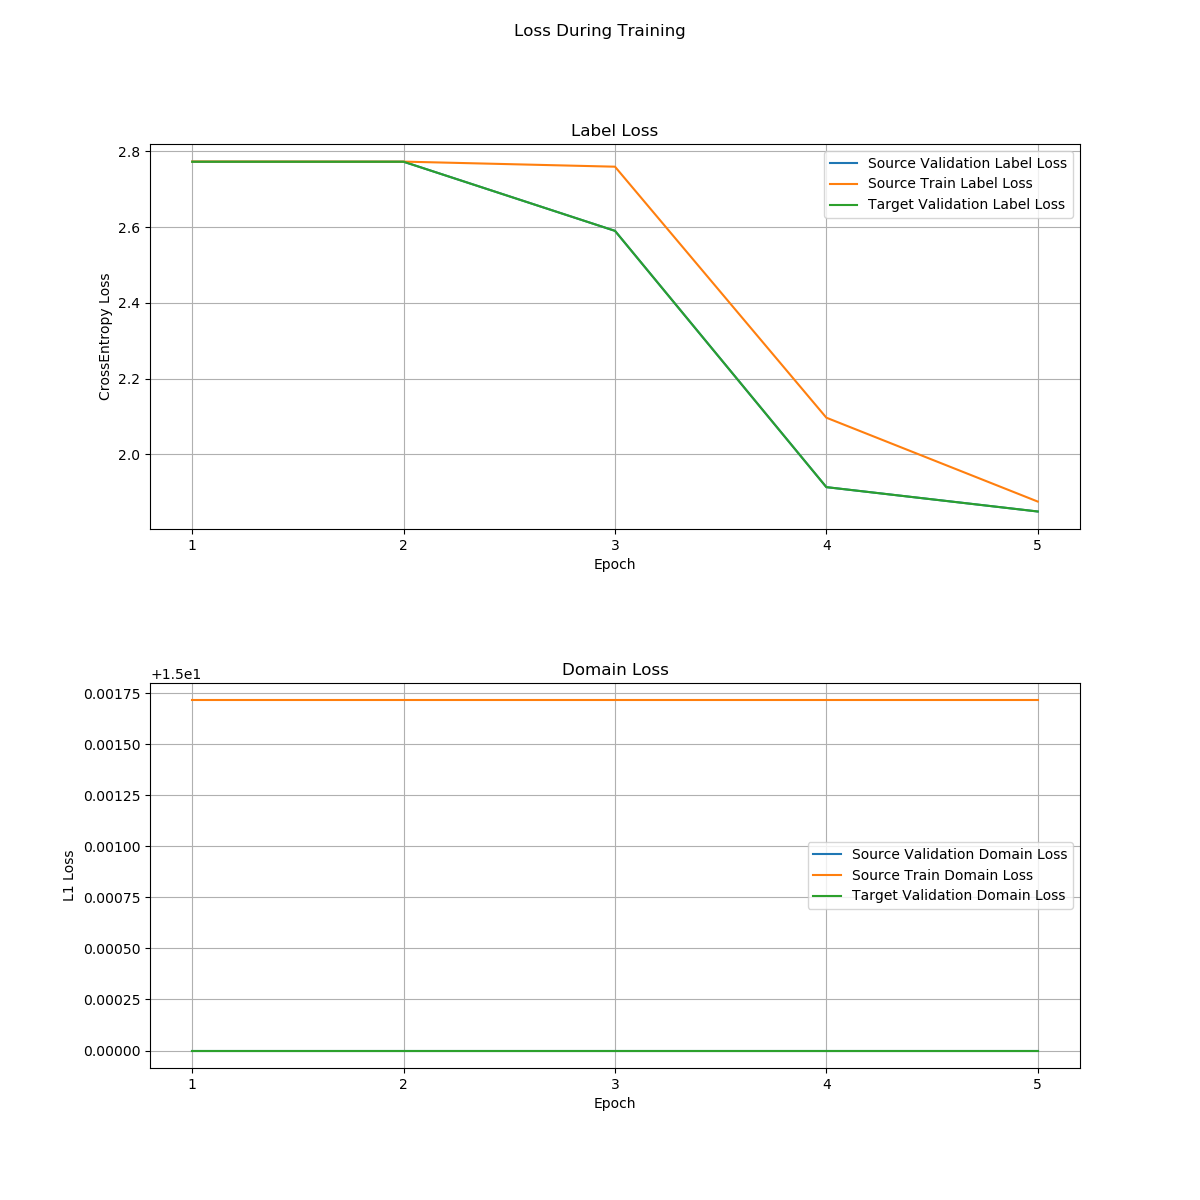 Loss During Training
Label Loss
2.8
2.6
2.4
2.2
2.0
CrossEntropy Loss
Source Validation Label Loss
Source Train Label Loss
Target Validation Label Loss
1 2 3 4 5
Epoch
Domain Loss
+1.5e1
0.00175
0.00150
0.00125
0.00100
0.00075
0.00050
0.00025
0.00000
L1 Loss
Source Validation Domain Loss
Source Train Domain Loss
Target Validation Domain Loss
1 2 3 4 5
Epoch